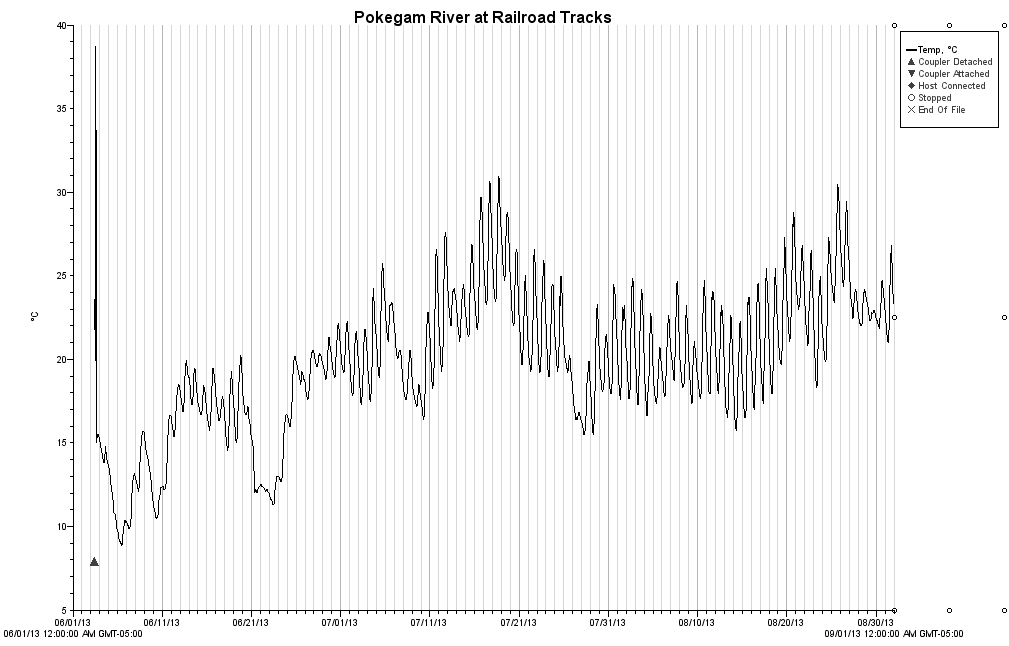 Pokegam River at Railroad Tracks
Temp, °C
Coupler Detached
Coupler Attached
Host Connected
Stopped
End Of File
40
35
30
25
20
15
10
5
°C
06/01/13 06/11/13 06/21/13 07/01/13 07/11/13 07/21/13 07/31/13 08/10/13 08/20/13 08/30/13
06/01/13 12:00:00 AM GMT-05:00 09/01/13 12:00:00 AM GMT-05:00